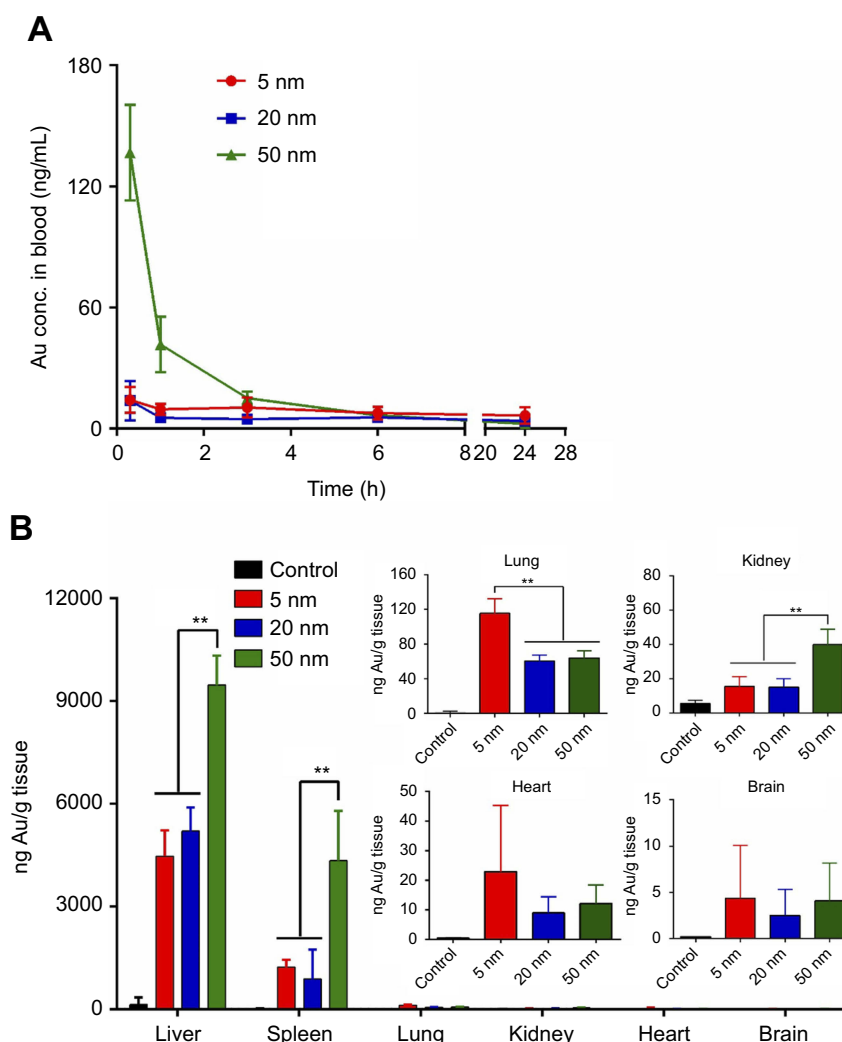 A
180
120
60
0
Au conc. in blood (ng/mL)
5 nm
20 nm
50 nm
0 2 4 6 8 20 24 28
Time (h)
B
Control
5 nm
20 nm
50 nm
12000
9000
6000
3000
0
ng Au/g tissue
**
**
Liver Spleen Lung Kidney Heart Brain
Lung
160
120
80
40
0
ng Au/g tissue
**
Control 5 nm 20 nm 50 nm
Kidney
80
60
40
20
0
ng Au/g tissue
**
Control 5 nm 20 nm 50 nm
Heart
50
40
30
20
10
0
ng Au/g tissue
Control 5 nm 20 nm 50 nm
Brain
15
10
5
0
ng Au/g tissue
Control 5 nm 20 nm 50 nm